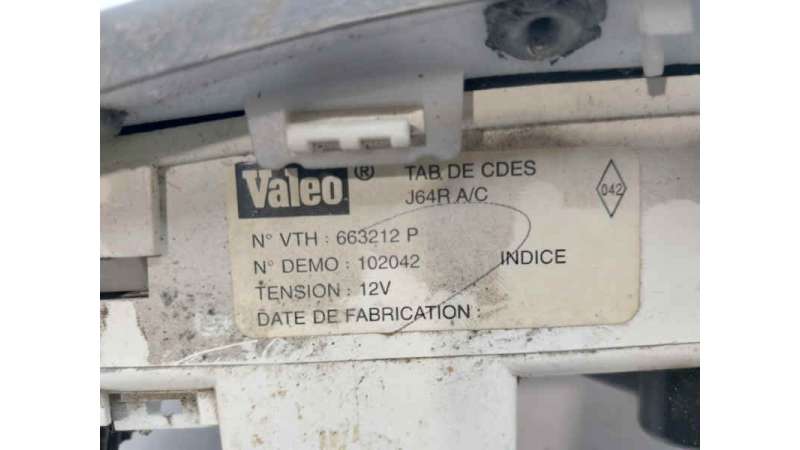 Valeo ® TAB DE CDES
J64R A/C
042
N° VTH : 663212 P
N° DEMO : 102042 INDICE
TENSION : 12V
DATE DE FABRICATION :